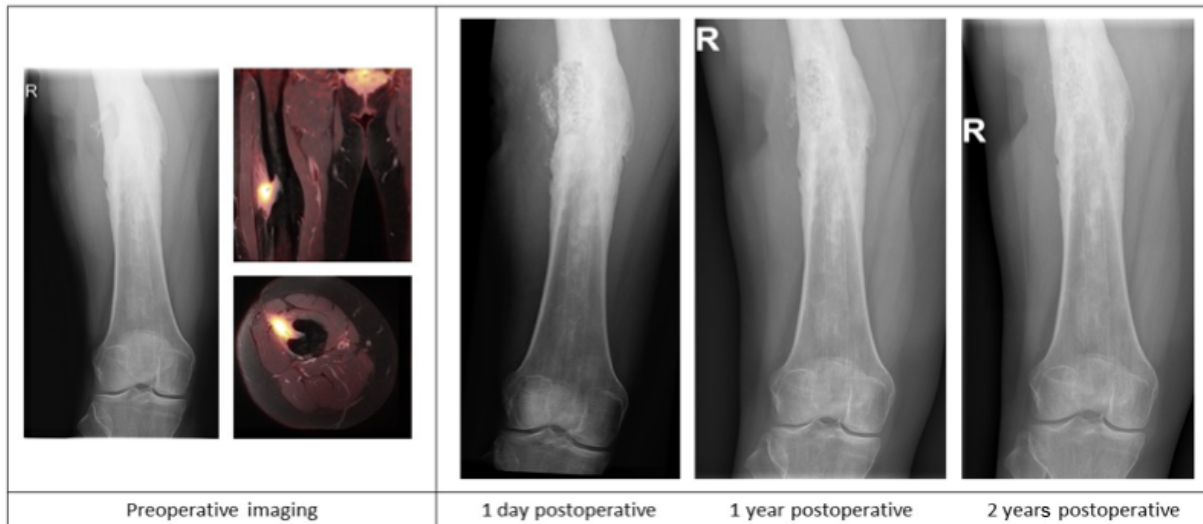 R
R
R
Preoperative imaging
1 day postoperative
1 year postoperative
2 years postoperative